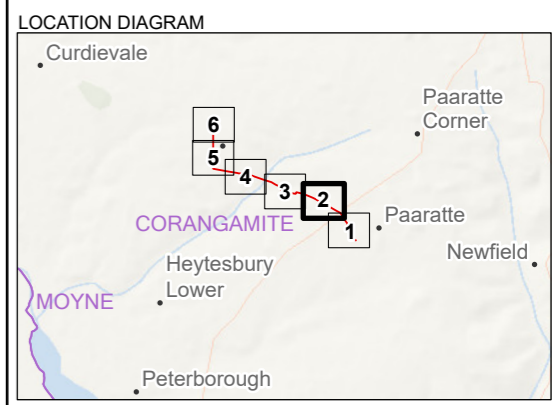 LOCATION DIAGRAM
Curdievale
Paaratte
Corner
6
5
4
3
2
1
Paaratte
CORANGAMITE
Newfield
Heytesbury
Lower
MOYNE
Peterborough